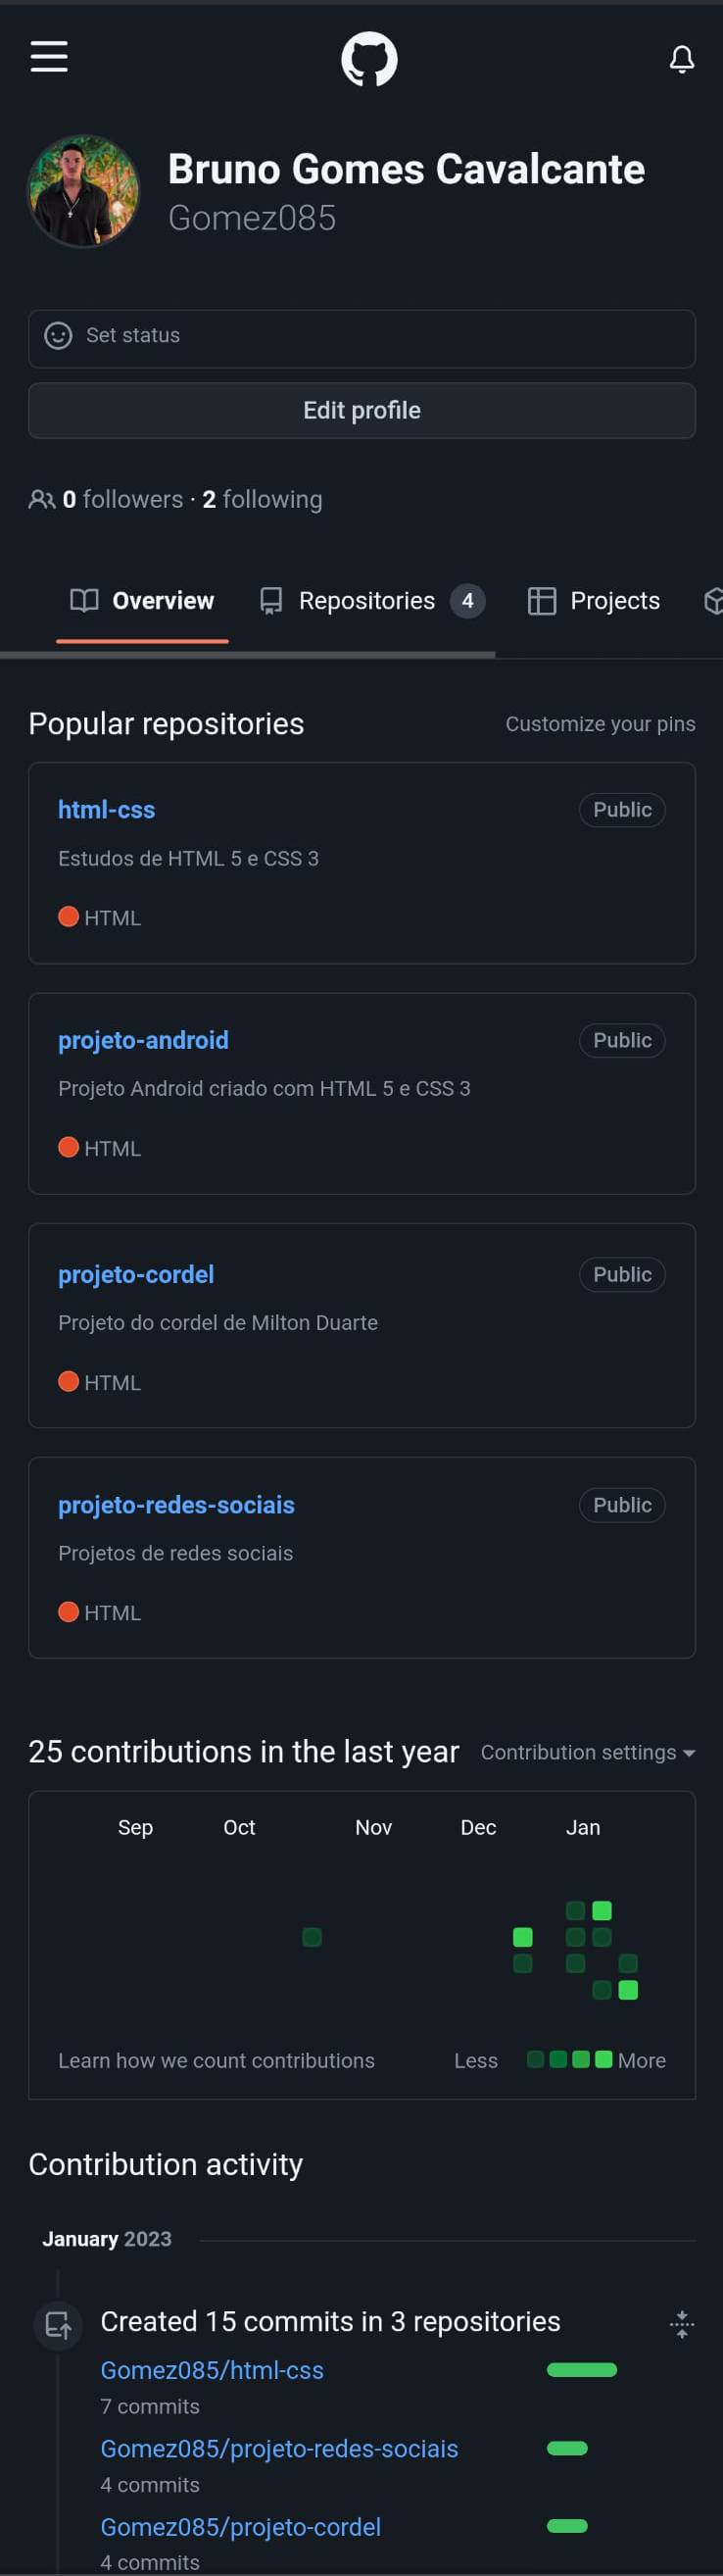 Bruno Gomes Cavalcante
Gomez085
Set status
Edit profile
0 followers · 2 following
Overview Repositories 4 Projects
Popular repositories Customize your pins
html-css Public
Estudos de HTML 5 e CSS 3
HTML
projeto-android Public
Projeto Android criado com HTML 5 e CSS 3
HTML
projeto-cordel Public
Projeto do cordel de Milton Duarte
HTML
projeto-redes-sociais Public
Projetos de redes sociais
HTML
25 contributions in the last year Contribution settings
Sep Oct Nov Dec Jan
Learn how we count contributions Less More
Contribution activity
January 2023
Created 15 commits in 3 repositories
Gomez085/html-css
7 commits
Gomez085/projeto-redes-sociais
4 commits
Gomez085/projeto-cordel
4 commits